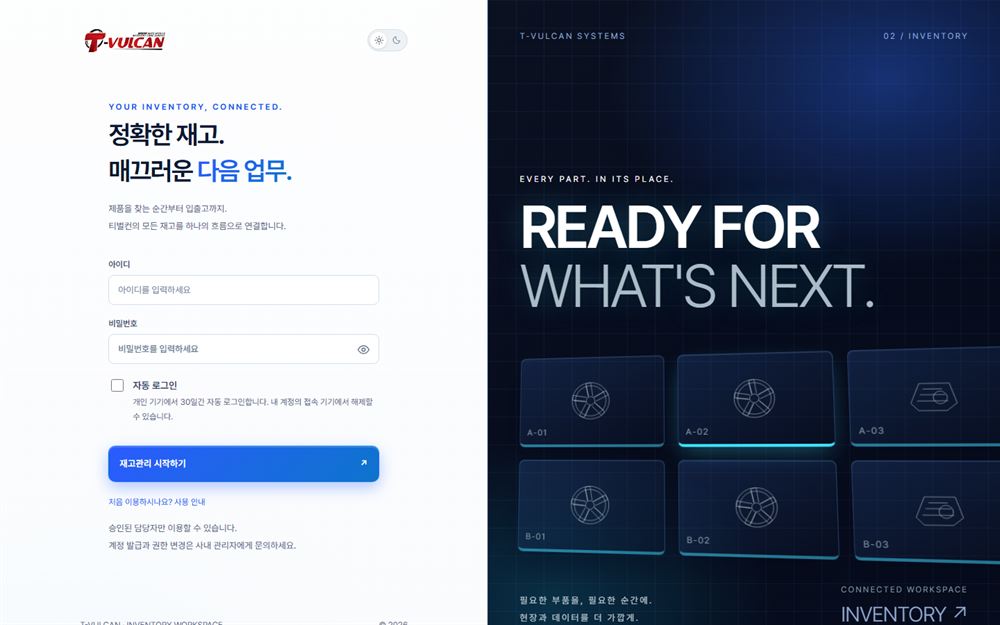 T-VULCAN
YOUR INVENTORY, CONNECTED.
정확한 재고.
매끄러운 다음 업무.
제품을 찾는 순간부터 입출고까지.
티벌컨의 모든 재고를 하나의 흐름으로 연결합니다.
아이디
아이디를 입력하세요
비밀번호
비밀번호를 입력하세요
자동 로그인
개인 기기에서 30일간 자동 로그인합니다. 내 계정의 접속 기기에서 해제할
수 있습니다.
재고관리 시작하기
처음 이용하시나요? 사용 안내
승인된 담당자만 이용할 수 있습니다.
계정 발급과 권한 변경은 사내 관리자에게 문의하세요.
T-VULCAN · INVENTORY WORKSPACE
© 2026
T-VULCAN SYSTEMS
02 / INVENTORY
EVERY PART. IN ITS PLACE.
READY FOR
WHAT'S NEXT.
A-01
A-02
A-03
B-01
B-02
B-03
필요한 부품을, 필요한 순간에.
현장과 데이터를 더 가깝게.
CONNECTED WORKSPACE
INVENTORY ↗